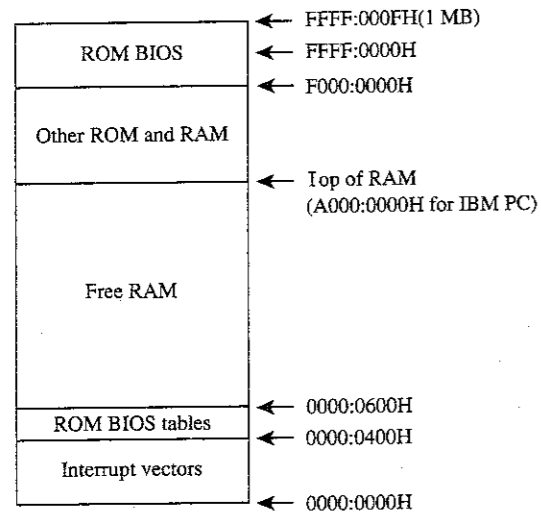 FFFF:000FH(1 MB)
ROM BIOS
FFFF:0000H
F000:0000H
Other ROM and RAM
Top of RAM
(A000:0000H for IBM PC)
Free RAM
0000:0600H
ROM BIOS tables
0000:0400H
Interrupt vectors
0000:0000H